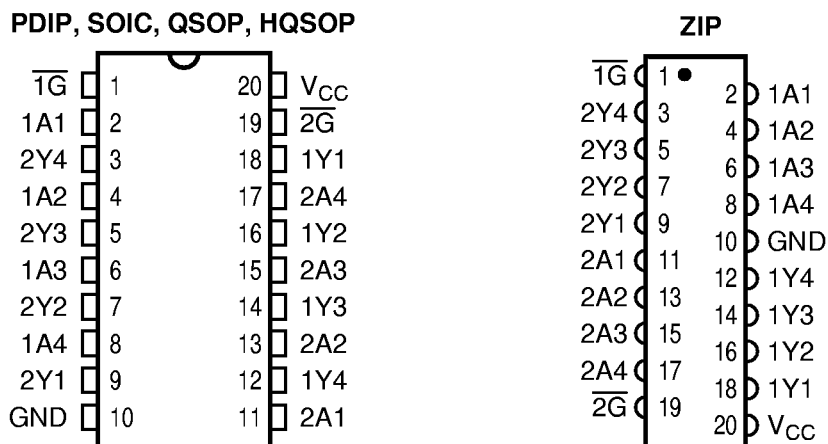 PDIP, SOIC, QSOP, HQSOP
1G 1 20 VCC
1A1 2 19 2G
2Y4 3 18 1Y1
1A2 4 17 2A4
2Y3 5 16 1Y2
1A3 6 15 2A3
2Y2 7 14 1Y3
1A4 8 13 2A2
2Y1 9 12 1Y4
GND 10 11 2A1
ZIP
1G 1
2 1A1
2Y4 3
4 1A2
2Y3 5
6 1A3
2Y2 7
8 1A4
2Y1 9
10 GND
2A1 11
12 1Y4
2A2 13
14 1Y3
2A3 15
16 1Y2
2A4 17
18 1Y1
2G 19
20 VCC